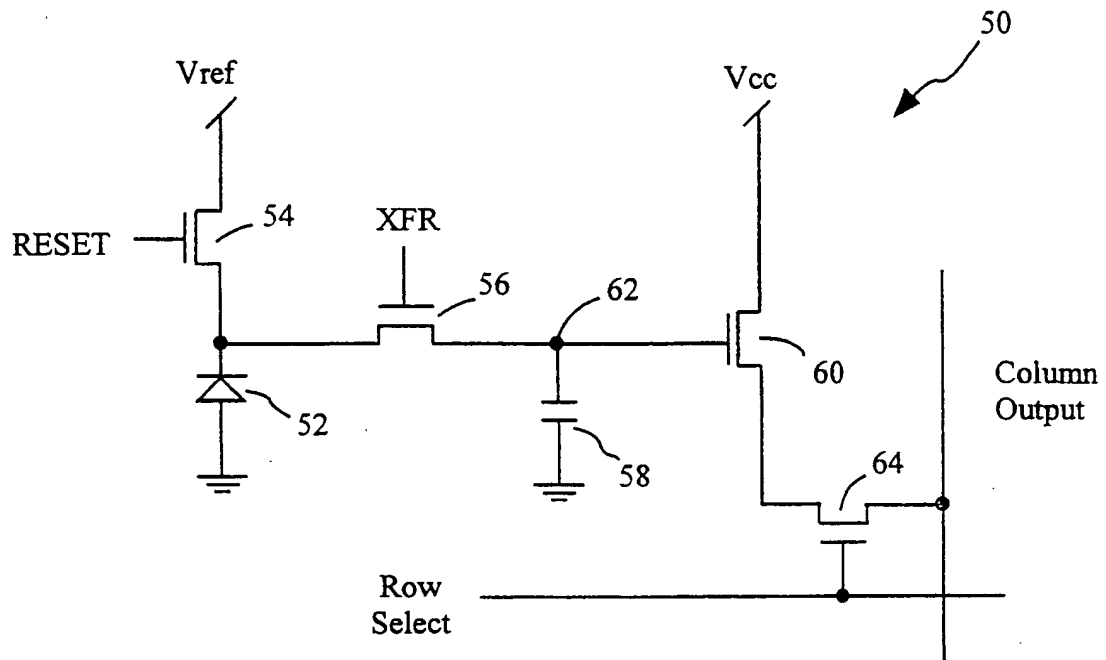 50
Vref
Vcc
RESET
54
XFR
56
62
60
Column
Output
52
58
64
Row
Select